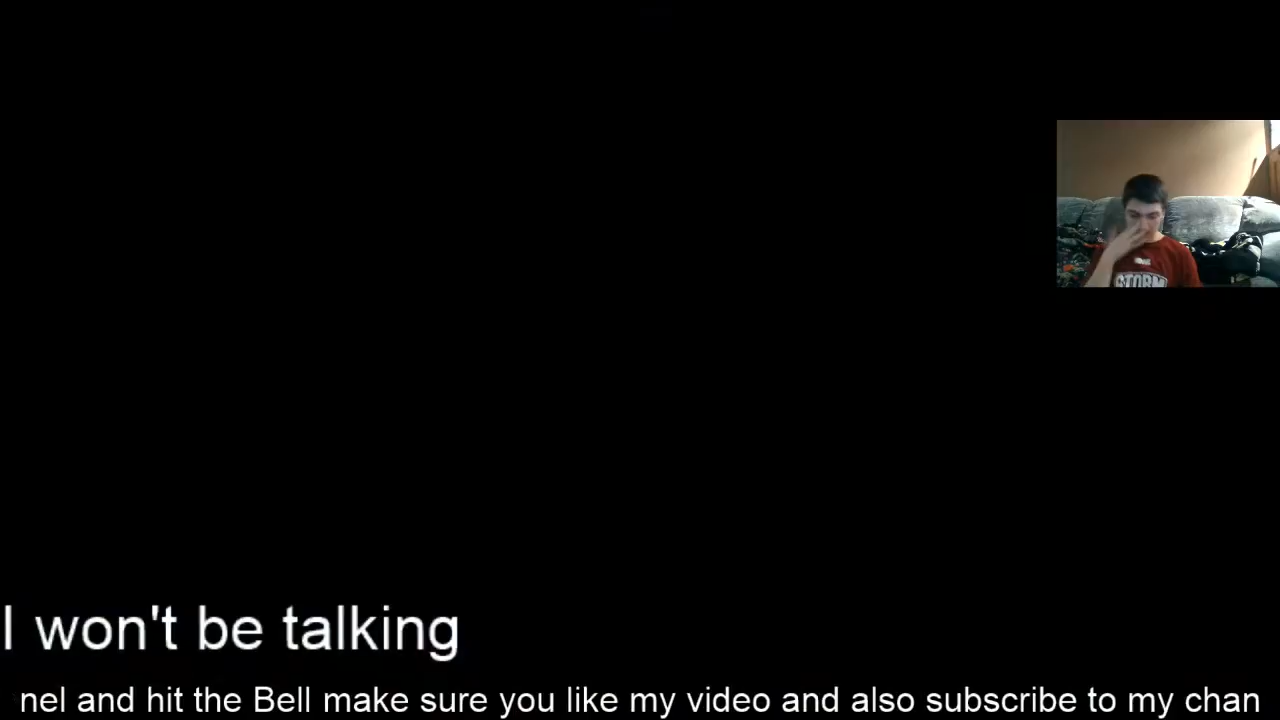 STORM
I won't be talking
nel and hit the Bell make sure you like my video and also subscribe to my chan